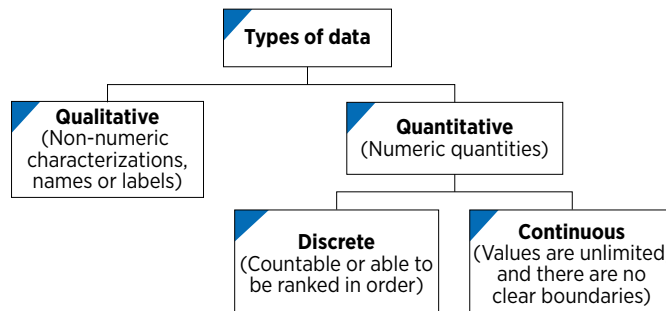 Types of data
Qualitative
(Non-numeric
characterizations,
names or labels)
Quantitative
(Numeric quantities)
Discrete
(Countable or able to
be ranked in order)
Continuous
(Values are unlimited
and there are no
clear boundaries)